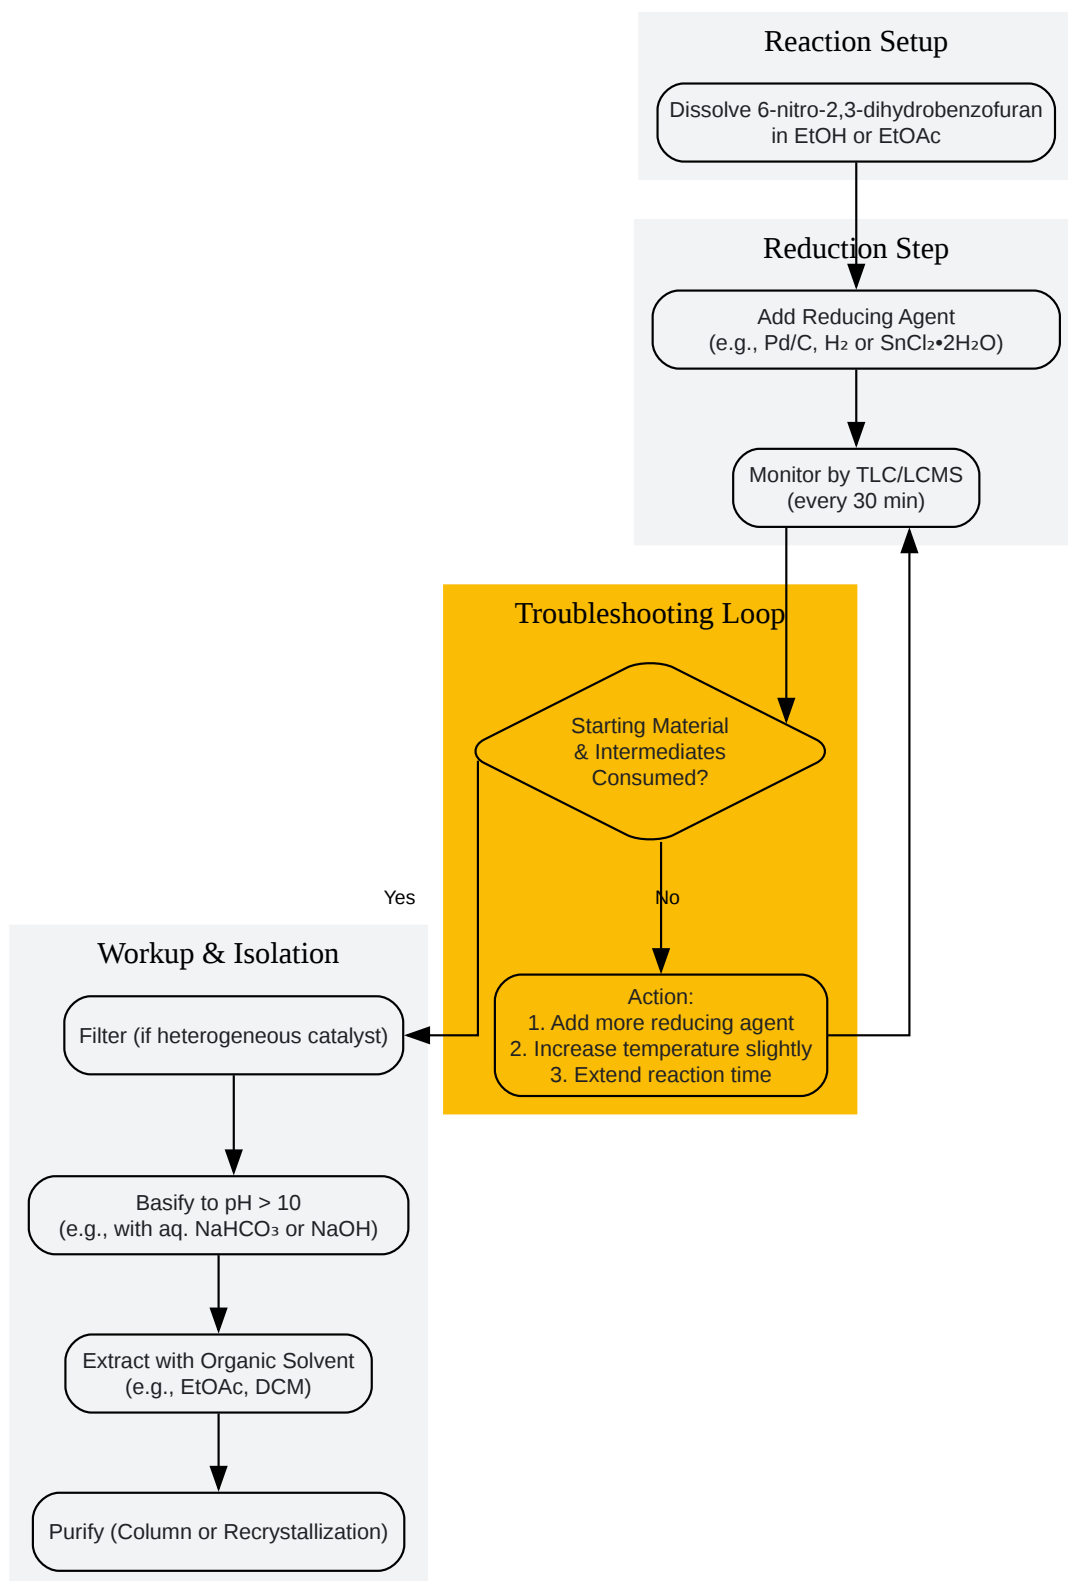 Reaction Setup
Dissolve 6-nitro-2,3-dihydrobenzofuran
in EtOH or EtOAc
Reduction Step
Add Reducing Agent
(e.g., Pd/C, H₂ or SnCl₂•2H₂O)
Monitor by TLC/LCMS
(every 30 min)
Troubleshooting Loop
Starting Material
& Intermediates
Consumed?
Yes
No
Action:
1. Add more reducing agent
2. Increase temperature slightly
3. Extend reaction time
Workup & Isolation
Filter (if heterogeneous catalyst)
Basify to pH > 10
(e.g., with aq. NaHCO₃ or NaOH)
Extract with Organic Solvent
(e.g., EtOAc, DCM)
Purify (Column or Recrystallization)